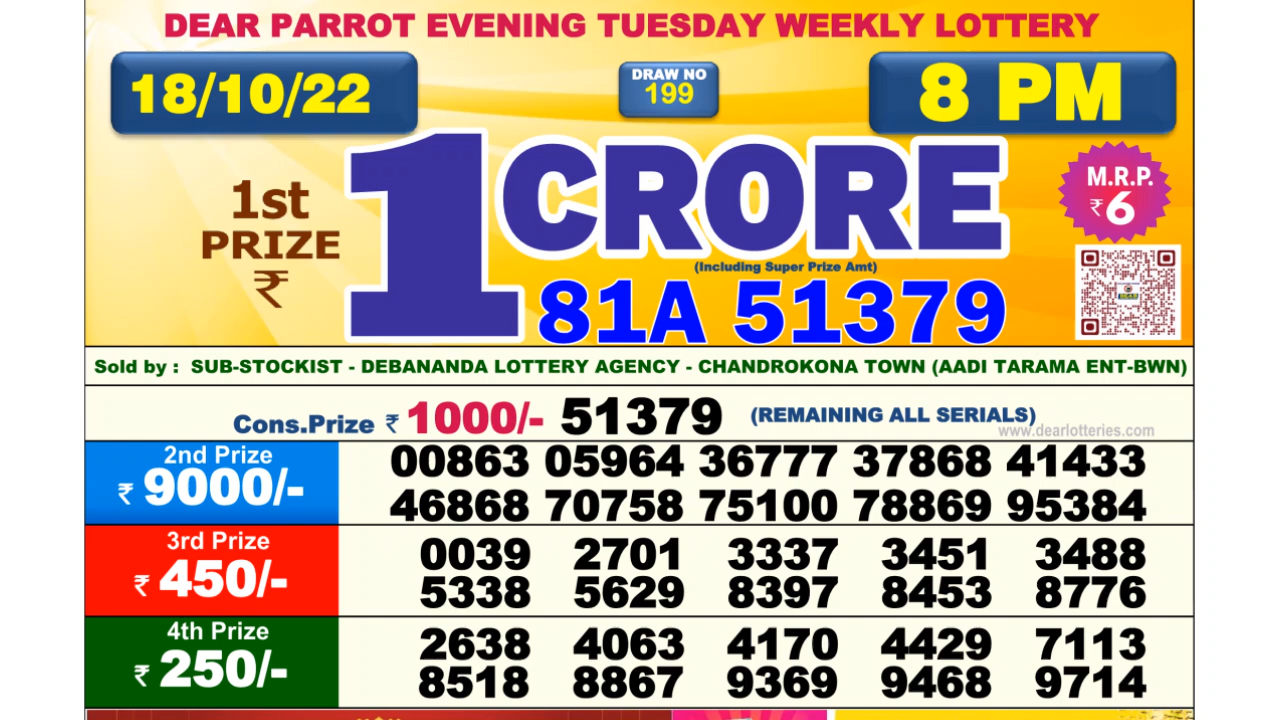 DEAR PARROT EVENING TUESDAY WEEKLY LOTTERY
18/10/22
DRAW NO
199
8 PM
1st
PRIZE
₹
1 CRORE
(Including Super Prize Amt)
81A 51379
M.R.P.
₹6
Sold by : SUB-STOCKIST - DEBANANDA LOTTERY AGENCY - CHANDROKONA TOWN (AADI TARAMA ENT-BWN)
Cons.Prize ₹ 1000/- 51379 (REMAINING ALL SERIALS)
www.dearlotteries.com
2nd Prize
₹ 9000/-
00863 05964 36777 37868 41433
46868 70758 75100 78869 95384
3rd Prize
₹ 450/-
0039 2701 3337 3451 3488
5338 5629 8397 8453 8776
4th Prize
₹ 250/-
2638 4063 4170 4429 7113
8518 8867 9369 9468 9714